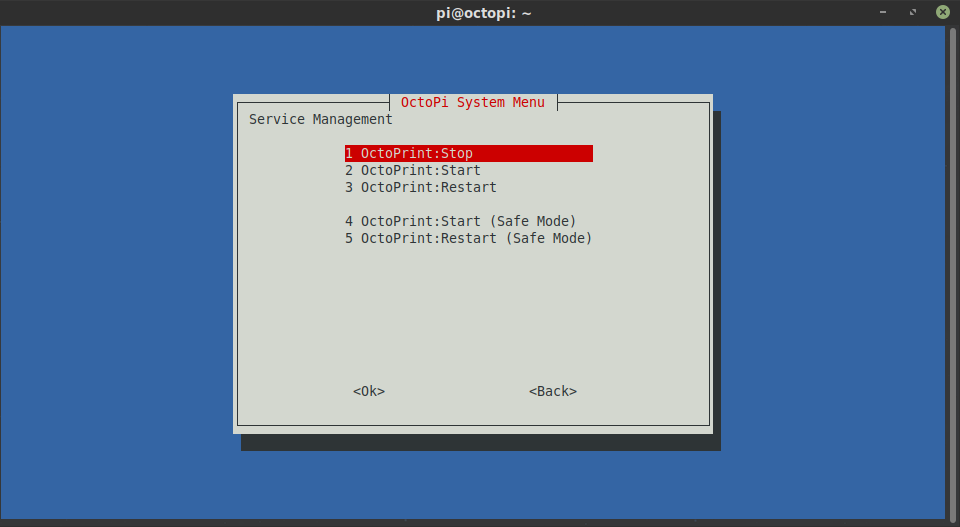 pi@octopi: ~
OctoPi System Menu
Service Management
1 OctoPrint:Stop
2 OctoPrint:Start
3 OctoPrint:Restart
4 OctoPrint:Start (Safe Mode)
5 OctoPrint:Restart (Safe Mode)
<Ok> <Back>